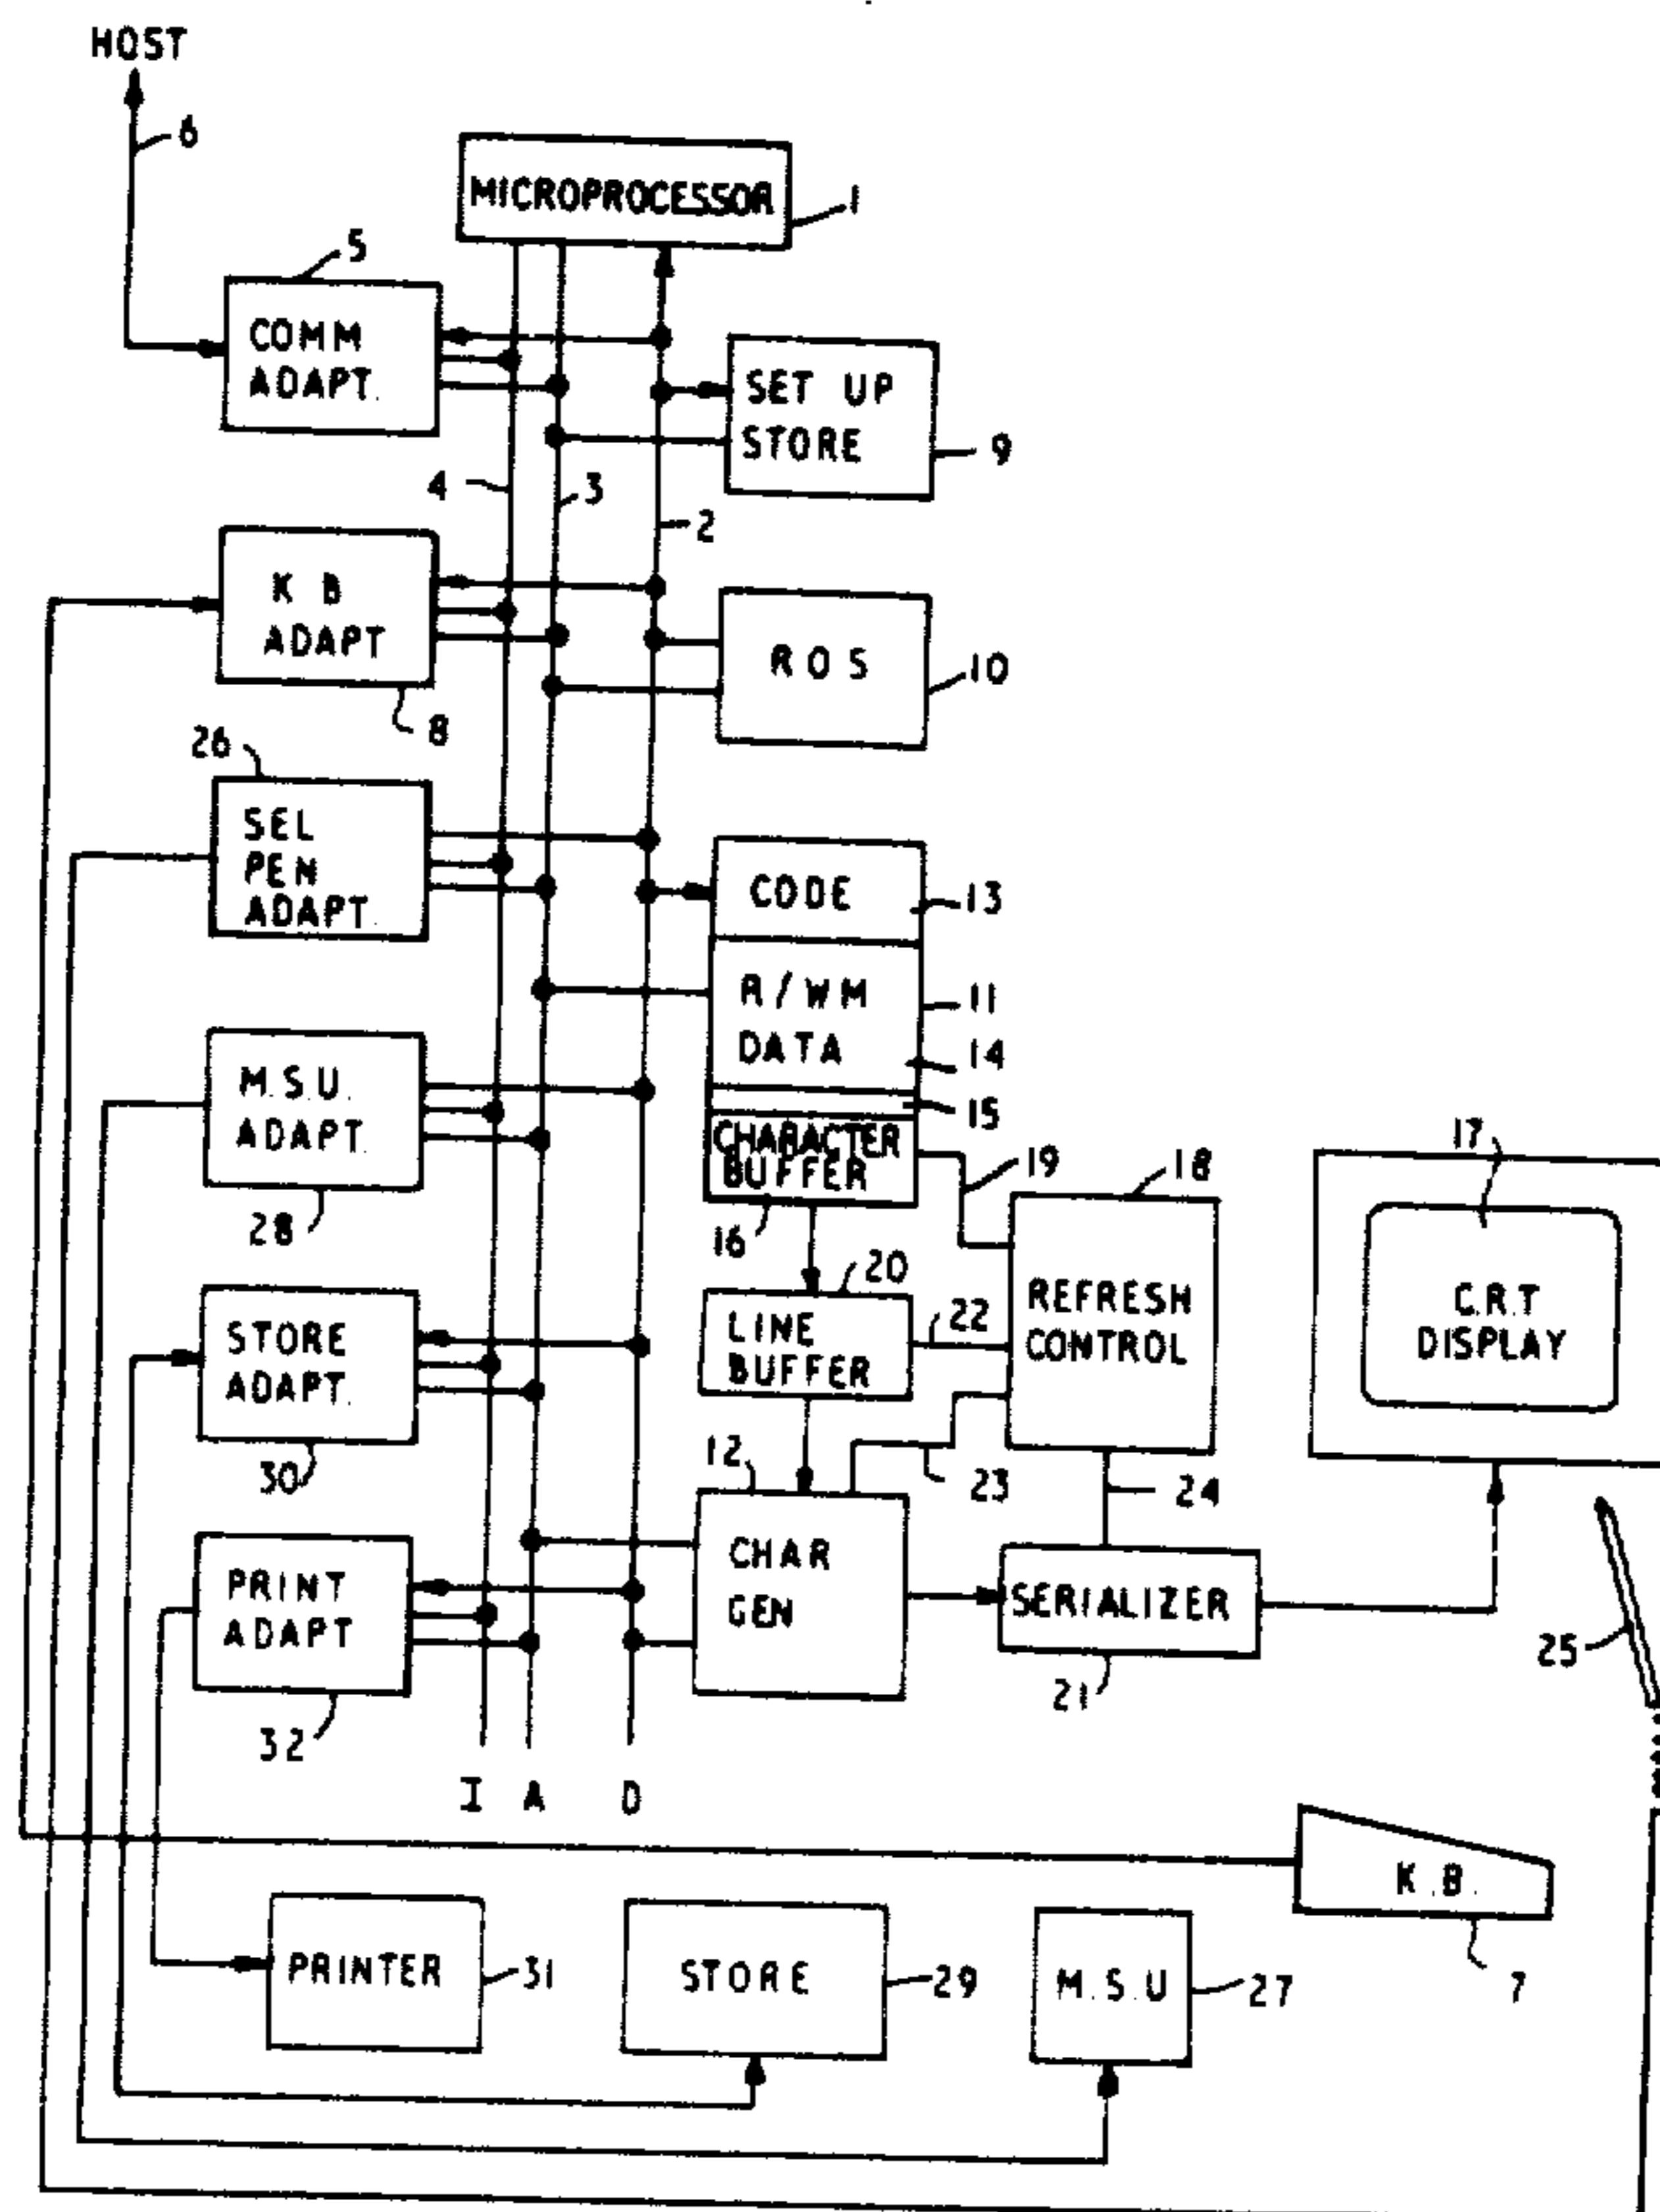 HOST
6
MICROPROCESSOR
1
5
COMM
ADAPT.
SET UP
STORE
9
4
3
2
K B
ADAPT
8
ROS
10
26
SEL
PEN
ADAPT.
CODE
13
R/WM
11
DATA
14
15
M.S.U.
ADAPT.
28
CHARACTER
BUFFER
16
19
18
17
20
LINE
BUFFER
22
REFRESH
CONTROL
C.R.T
DISPLAY
STORE
ADAPT.
30
12
23
24
CHAR
GEN
SERIALIZER
21
25
PRINT
ADAPT
32
I A D
K.B.
7
PRINTER
31
STORE
29
M.S.U
27